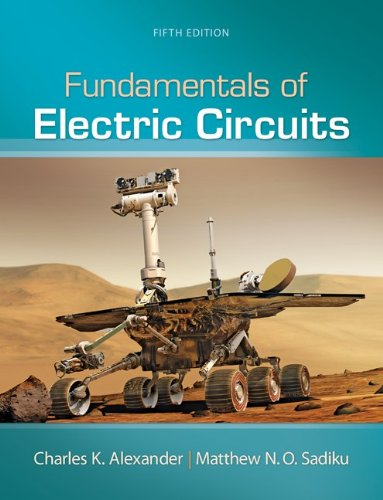 FIFTH EDITION
Fundamentals of
Electric Circuits
Charles K. Alexander | Matthew N. O. Sadiku